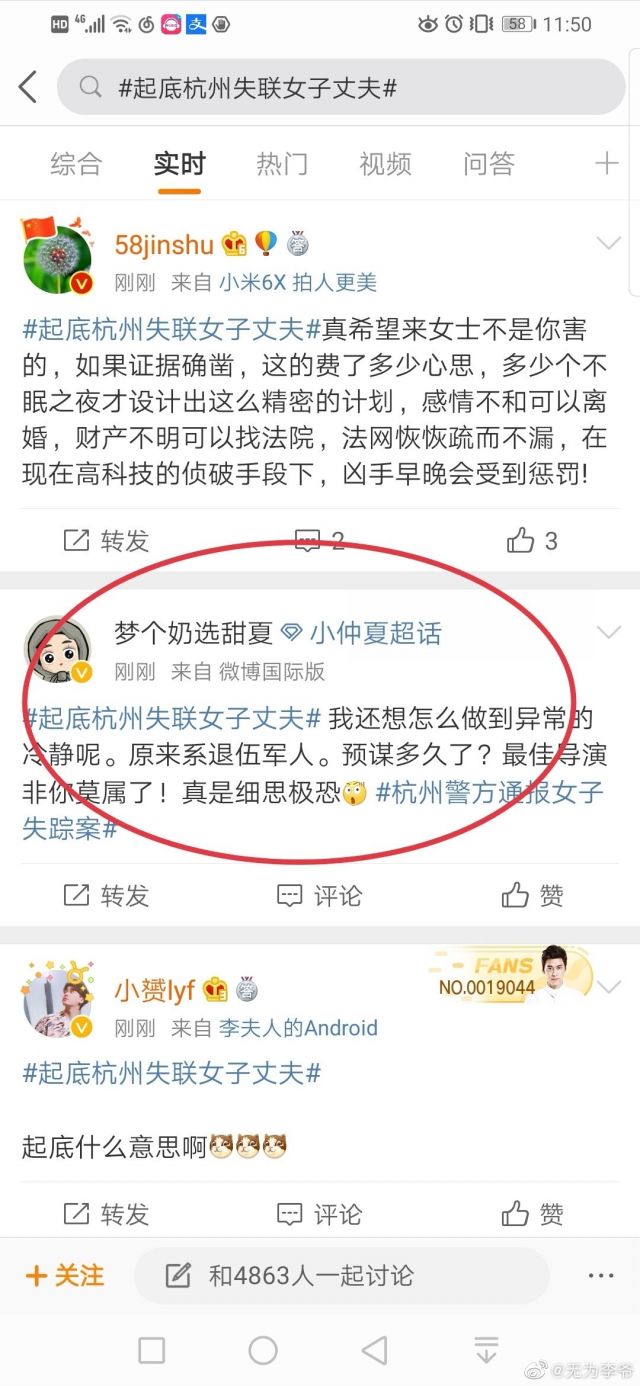 HD 4G 58 11:50
#起底杭州失联女子丈夫#
综合 实时 热门 视频 问答
58jinshu
刚刚 来自 小米6X 拍人更美
#起底杭州失联女子丈夫#真希望来女士不是你害
的，如果证据确凿，这的费了多少心思，多少个不
眠之夜才设计出这么精密的计划，感情不和可以离
婚，财产不明可以找法院，法网恢恢疏而不漏，在
现在高科技的侦破手段下，凶手早晚会受到惩罚!
转发 2 3
梦个奶选甜夏 小仲夏超话
刚刚 来自 微博国际版
#起底杭州失联女子丈夫# 我还想怎么做到异常的
冷静呢。原来系退伍军人。预谋多久了？最佳导演
非你莫属了！真是细思极恐 #杭州警方通报女子
失踪案#
转发 评论 赞
FANS
小赟lyf
NO.0019044
刚刚 来自 李夫人的Android
#起底杭州失联女子丈夫#
起底什么意思啊
转发 评论 赞
+关注 和4863人一起讨论
@无为李爷